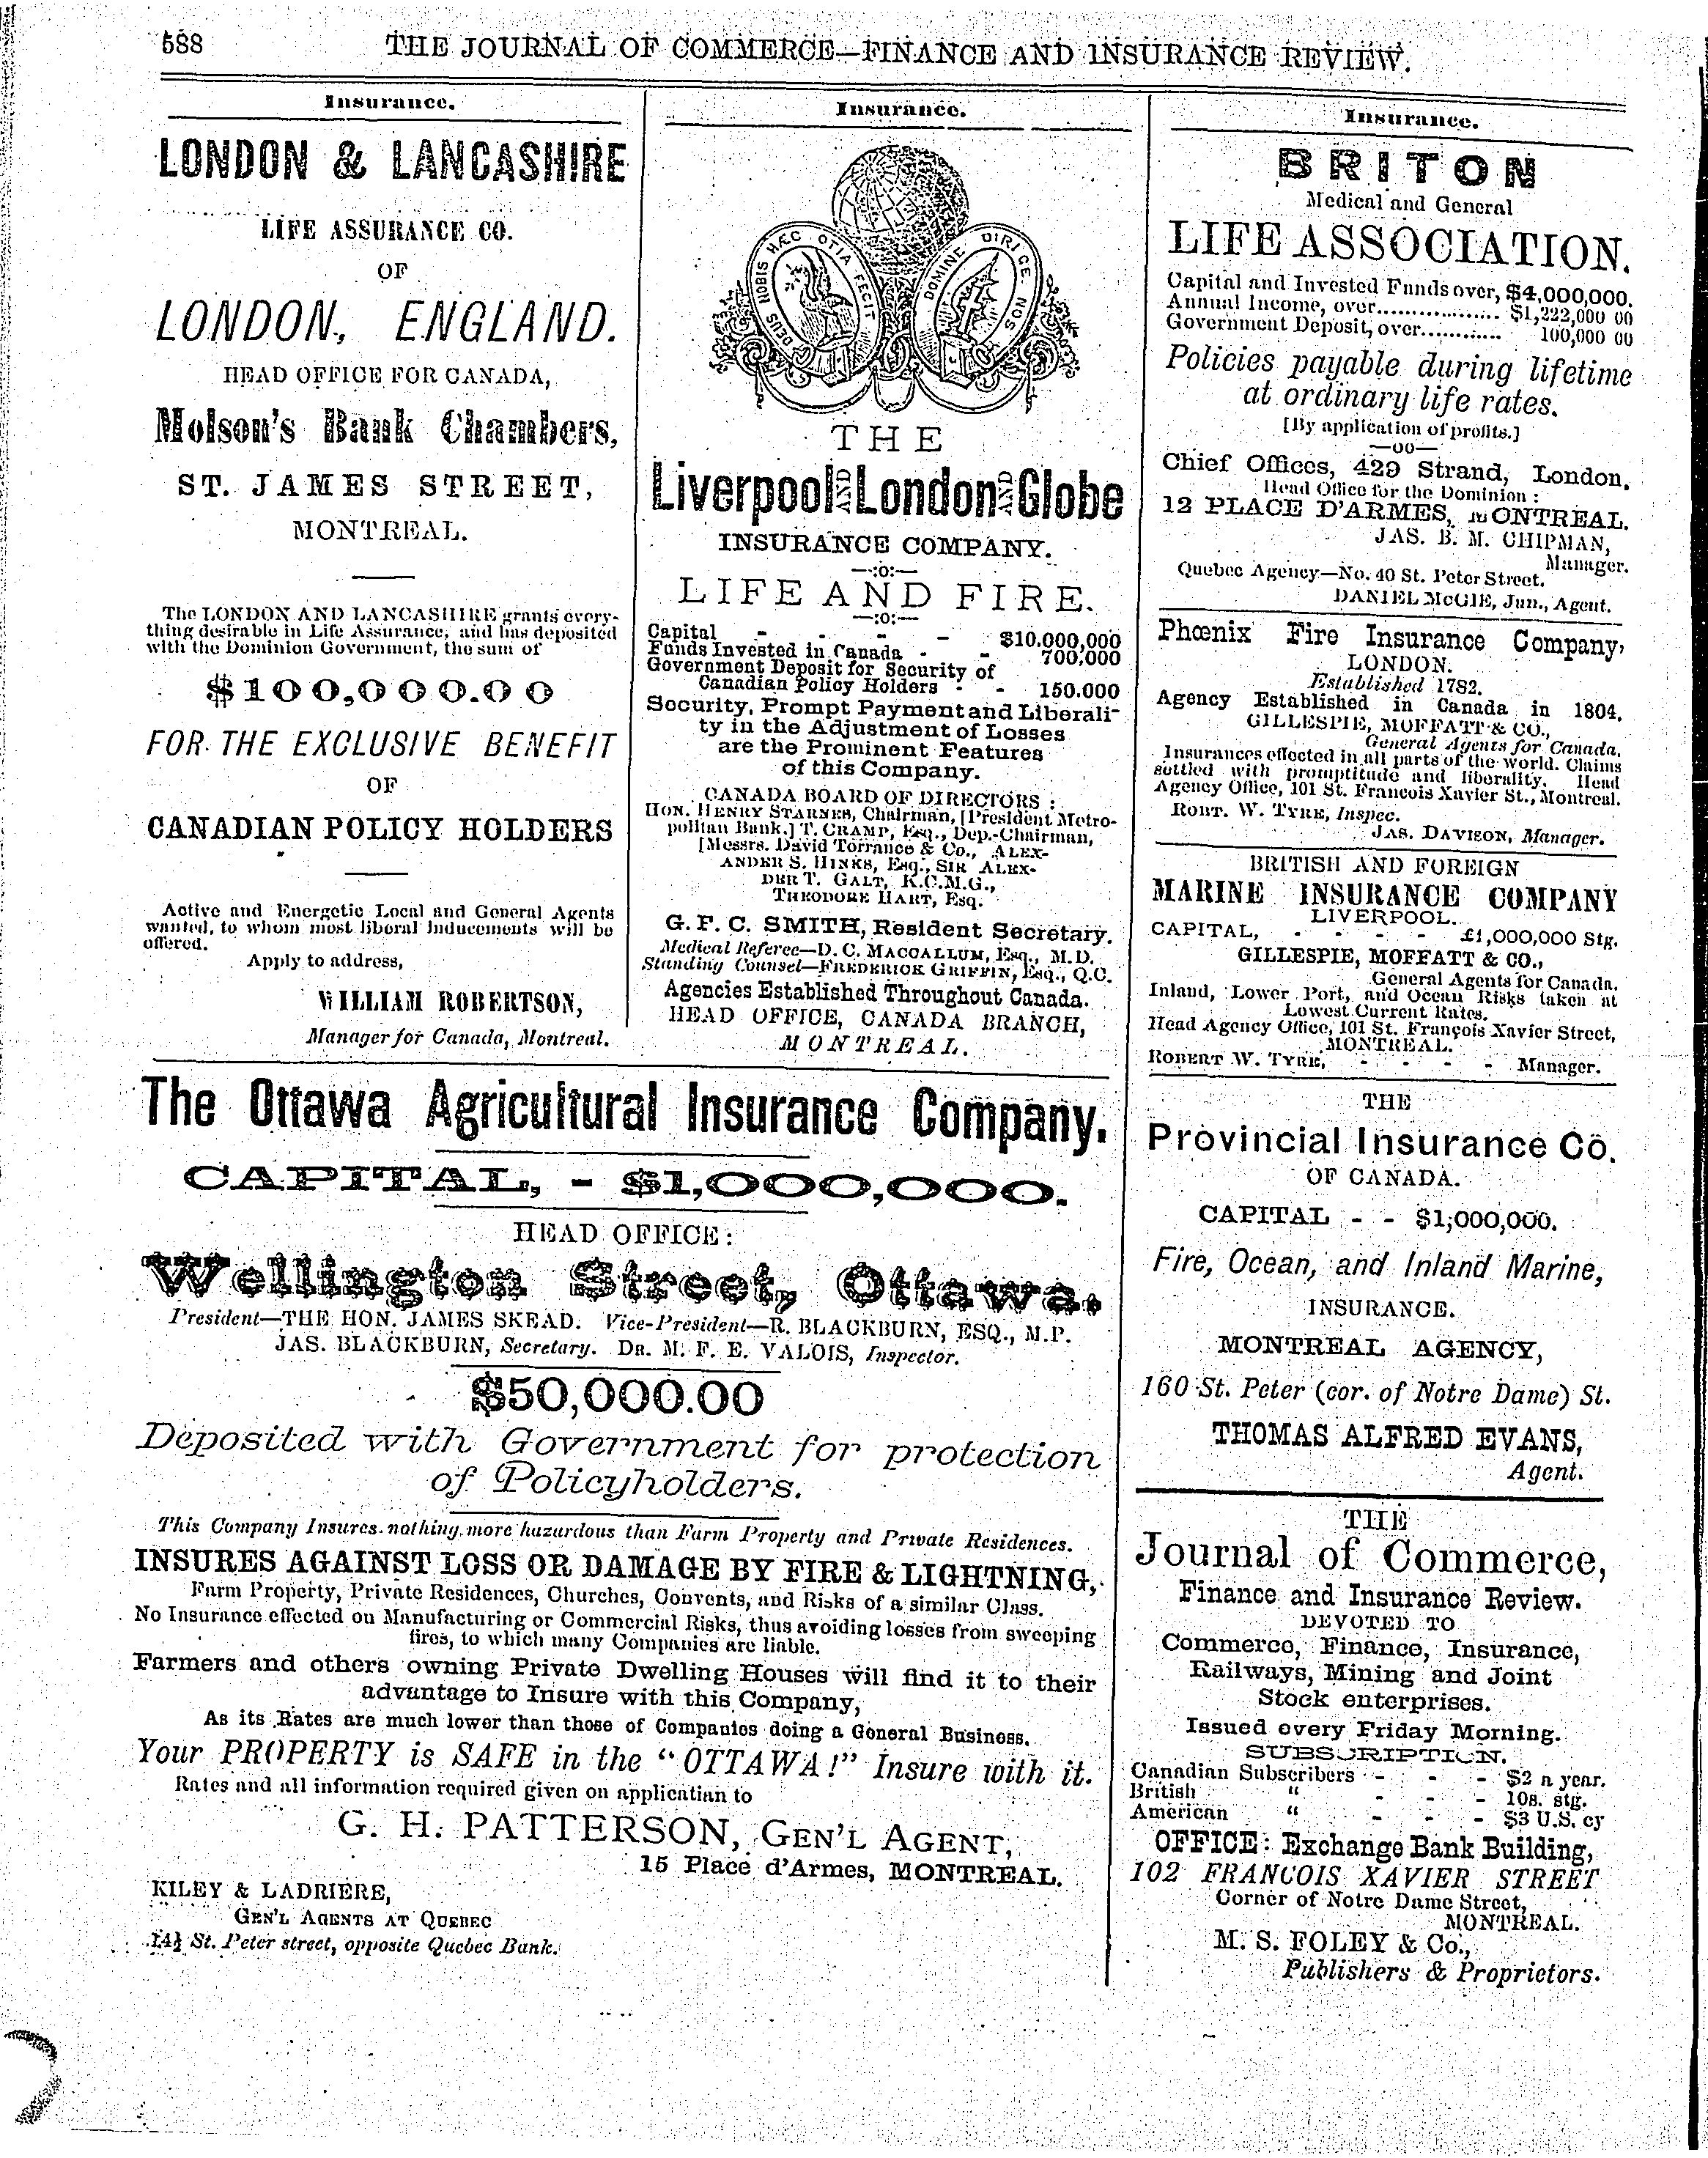 588 THE JOURNAL OF COMMERCE—FINANCE AND INSURANCE REVIEW.
Insurance.
LONDON & LANCASHIRE
LIFE ASSURANCE CO.
OF
LONDON, ENGLAND.
HEAD OFFICE FOR CANADA,
Molson's Bank Chambers,
ST. JAMES STREET,
MONTREAL.
The LONDON AND LANCASHIRE grants every-
thing desirable in Life Assurance, and has deposited
with the Dominion Government, the sum of
$100,000.00
FOR THE EXCLUSIVE BENEFIT
OF
CANADIAN POLICY HOLDERS
Active and Energetic Local and General Agents
wanted, to whom most liberal inducements will be
offered.
Apply to address,
WILLIAM ROBERTSON,
Manager for Canada, Montreal.
Insurance.
DEUS NOBIS HÆC OTIA FECIT
DOMINE DIRIGE NOS
THE
Liverpool AND London AND Globe
INSURANCE COMPANY.
—:o:—
LIFE AND FIRE.
—:o:—
Capital - - - - $10.000,000
Funds Invested in Canada - - 700,000
Government Deposit for Security of
Canadian Policy Holders - - 150.000
Security, Prompt Payment and Liberali-
ty in the Adjustment of Losses
are the Prominent Features
of this Company.
CANADA BOARD OF DIRECTORS :
HON. HENRY STARNES, Chairman, [President Metro-
politan Bank.] T. CRAMP, Esq., Dep.-Chairman,
[Messrs. David Torrance & Co., ALEX-
ANDER S. HINKS, Esq., SIR ALEX-
DER T. GALT, K.C.M.G.,
THEODORE HART, Esq.
G. F. C. SMITH, Resident Secretary.
Medical Referee—D. C. MACCALLUM, Esq., M.D.
Standing Counsel—FREDERICK GRIFFIN, Esq., Q.C.
Agencies Established Throughout Canada.
HEAD OFFICE, CANADA BRANCH,
MONTREAL.
The Ottawa Agricultural Insurance Company.
CAPITAL, - $1,000,000.
HEAD OFFICE:
Wellington Street, Ottawa.
President—THE HON. JAMES SKEAD. Vice-President—R. BLACKBURN, ESQ., M.P.
JAS. BLACKBURN, Secretary. DR. M. F. E. VALOIS, Inspector.
$50,000.00
Deposited with Government for protection
of Policyholders.
This Company Insures nothing more hazardous than Farm Property and Private Residences.
INSURES AGAINST LOSS OR DAMAGE BY FIRE & LIGHTNING,
Farm Property, Private Residences, Churches, Convents, and Risks of a similar Class.
No Insurance effected on Manufacturing or Commercial Risks, thus avoiding losses from sweeping
fires, to which many Companies are liable.
Farmers and others owning Private Dwelling Houses will find it to their
advantage to Insure with this Company,
As its Rates are much lower than those of Companies doing a General Business.
Your PROPERTY is SAFE in the "OTTAWA!" Insure with it.
Rates and all information required given on applicatian to
G. H. PATTERSON, GEN'L AGENT,
15 Place d'Armes, MONTREAL.
KILEY & LADRIERE,
GEN'L AGENTS AT QUEBEC
14½ St. Peter street, opposite Quebec Bank.
Insurance.
BRITON
Medical and General
LIFE ASSOCIATION.
Capital and Invested Funds over, $4,000,000.
Annual Income, over................ $1,222,000 00
Government Deposit, over............ 100,000 00
Policies payable during lifetime
at ordinary life rates.
[By application of profits.]
—oo—
Chief Offices, 429 Strand, London.
Head Office for the Dominion :
12 PLACE D'ARMES, MONTREAL.
JAS. B. M. CHIPMAN,
Manager.
Quebec Agency—No. 40 St. Peter Street.
DANIEL McGIE, Jun., Agent.
Phœnix Fire Insurance Company,
LONDON.
Established 1782.
Agency Established in Canada in 1804.
GILLESPIE, MOFFATT & CO.,
General Agents for Canada.
Insurances effected in all parts of the world. Claims
settled with promptitude and liberality. Head
Agency Office, 101 St. Francois Xavier St., Montreal.
ROBT. W. TYRE, Inspec.
JAS. DAVISON, Manager.
BRITISH AND FOREIGN
MARINE INSURANCE COMPANY
LIVERPOOL.
CAPITAL, - - - - £1,000,000 Stg.
GILLESPIE, MOFFATT & CO.,
General Agents for Canada.
Inland, Lower Port, and Ocean Risks taken at
Lowest Current Rates.
Head Agency Office, 101 St. François Xavier Street,
MONTREAL.
ROBERT W. TYRE, - - - - Manager.
THE
Provincial Insurance Co.
OF CANADA.
CAPITAL - - $1,000,000.
Fire, Ocean, and Inland Marine,
INSURANCE.
MONTREAL AGENCY,
160 St. Peter (cor. of Notre Dame) St.
THOMAS ALFRED EVANS,
Agent.
THE
Journal of Commerce,
Finance and Insurance Review.
DEVOTED TO
Commerce, Finance, Insurance,
Railways, Mining and Joint
Stock enterprises.
Issued every Friday Morning.
SUBSCRIPTION.
Canadian Subscribers - - - $2 a year.
British " - - - 10s. stg.
American " - - - $3 U.S. cy
OFFICE: Exchange Bank Building,
102 FRANCOIS XAVIER STREET
Corner of Notre Dame Street,
MONTREAL.
M. S. FOLEY & Co.,
Publishers & Proprietors.